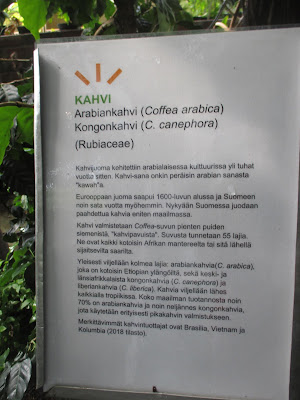 KAHVI
Arabiankahvi (Coffea arabica)
Kongonkahvi (C. canephora)
(Rubiaceae)
Kahvijuoma kehitettiin arabialaisessa kulttuurissa yli tuhat
vuotta sitten. Kahvi-sana onkin peräisin arabian sanasta
"kawah"a.
Eurooppaan juoma saapui 1600-luvun alussa ja Suomeen
noin sata vuotta myöhemmin. Nykyään Suomessa juodaan
paahdettua kahvia eniten maailmassa.
Kahvi valmistetaan Coffea-suvun pienten puiden
siemenistä, "kahvipavuista". Suvusta tunnetaan 55 lajia.
Ne ovat kaikki kotoisin Afrikan mantereelta tai sitä lähellä
sijaitsevilta saarilta.
Yleisesti viljellään kolmea lajia: arabiankahvia(C. arabica),
joka on kotoisin Etiopian ylängöiltä, sekä keski- ja
länsiafrikkalaista kongonkahvia (C. canephora) ja
liberiankahvia (C. liberica). Kahvia viljellään lähes
kaikkialla tropiikissa. Koko maailman tuotannosta noin
70% on arabiankahvia ja noin neljännes kongonkahvia,
jota käytetään erityisesti pikakahvin valmistukseen.
Merkittävimmät kahvintuottajat ovat Brasilia, Vietnam ja
Kolumbia (2018 tilasto).